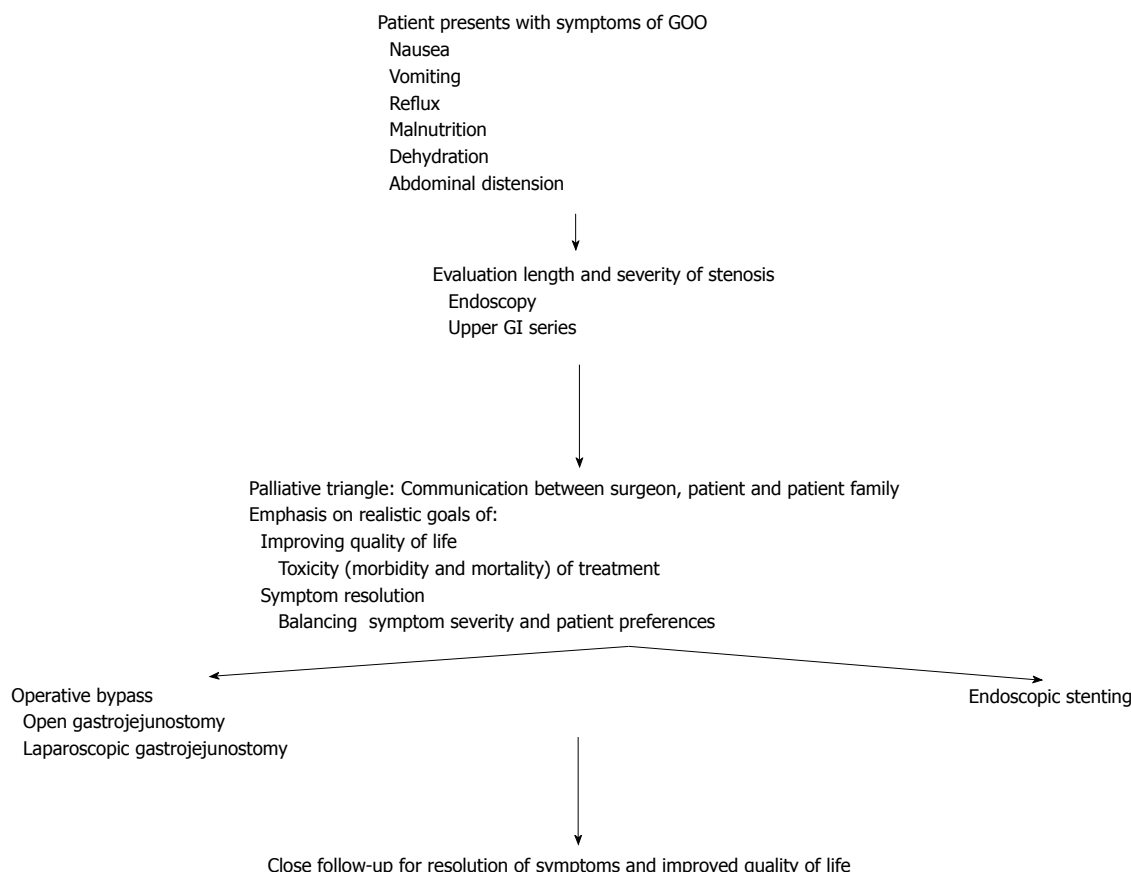 Patient presents with symptoms of GOO
Nausea
Vomiting
Reflux
Malnutrition
Dehydration
Abdominal distension
Evaluation length and severity of stenosis
Endoscopy
Upper GI series
Palliative triangle: Communication between surgeon, patient and patient family
Emphasis on realistic goals of:
Improving quality of life
Toxicity (morbidity and mortality) of treatment
Symptom resolution
Balancing symptom severity and patient preferences
Operative bypass
Open gastrojejunostomy
Laparoscopic gastrojejunostomy
Endoscopic stenting
Close follow-up for resolution of symptoms and improved quality of life